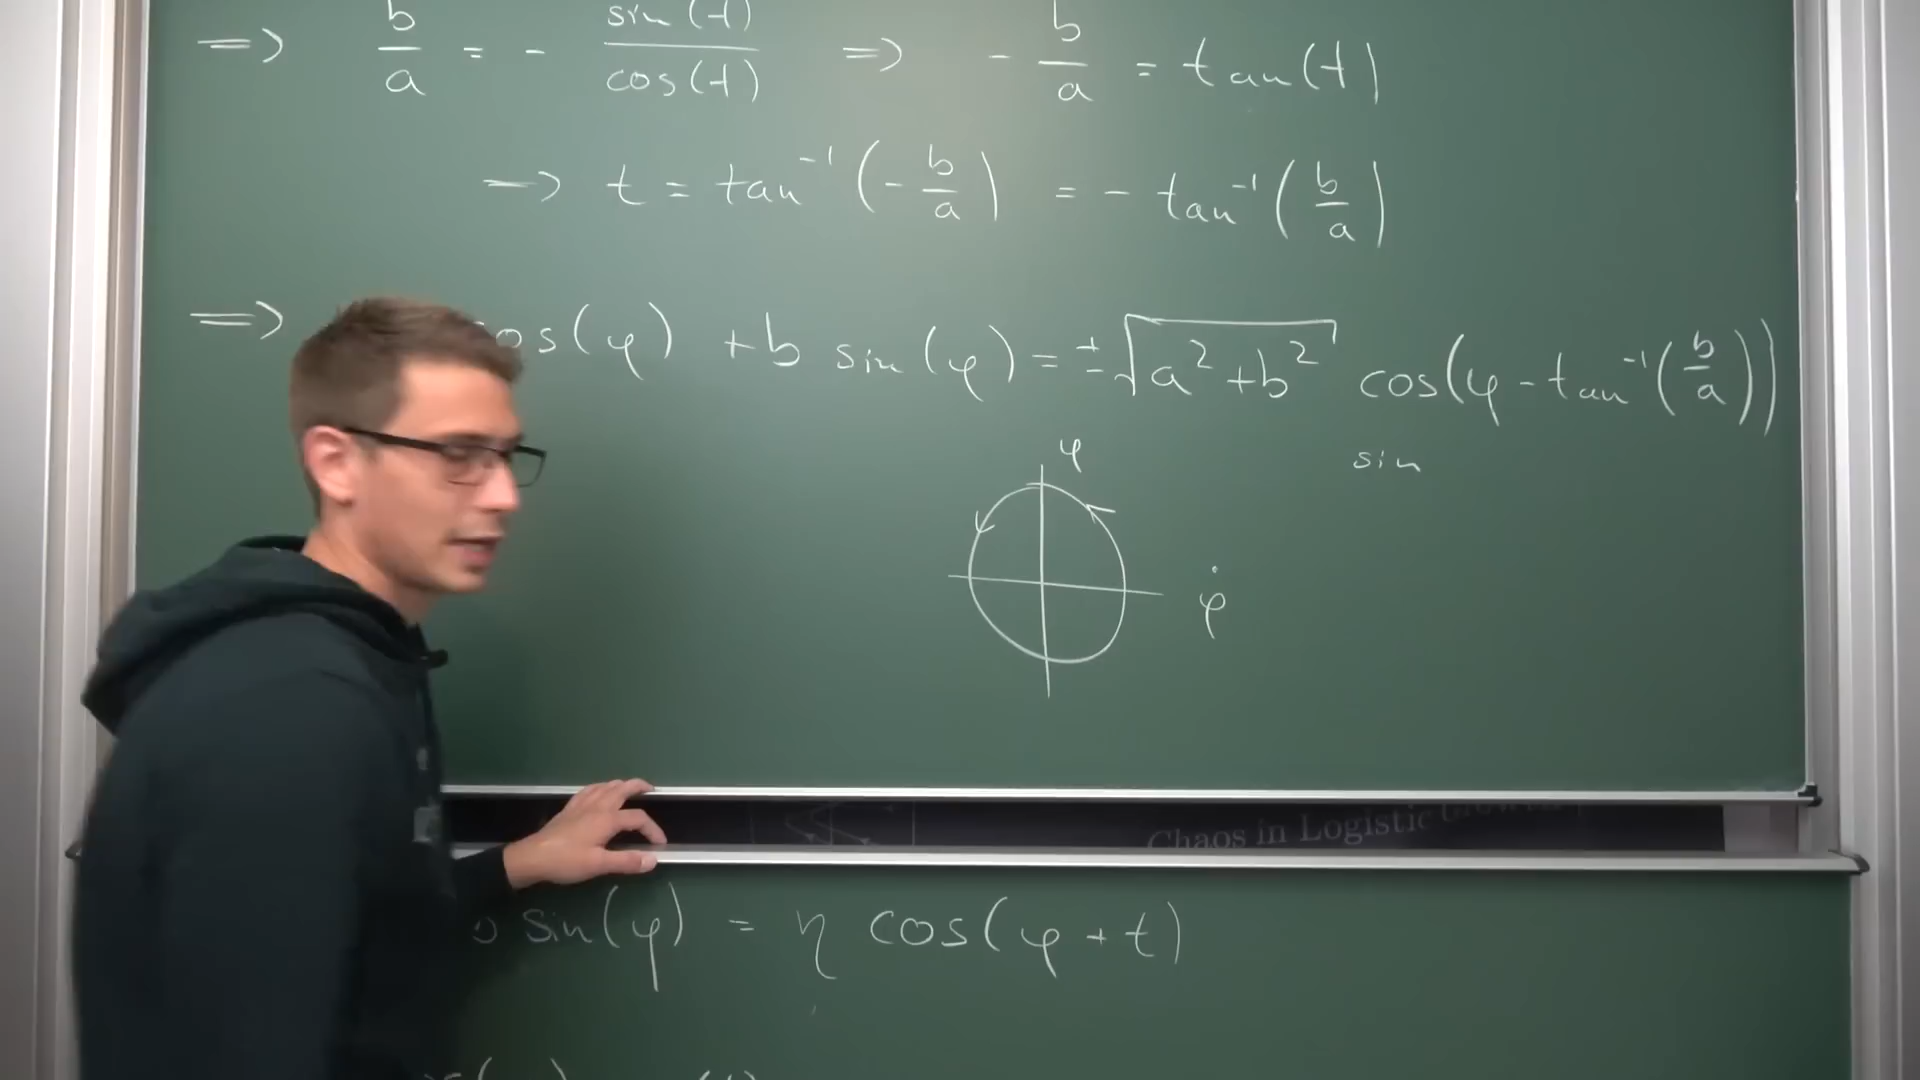 ⟹ b/a = - sin(t)/cos(t) ⟹ - b/a = tan(t)
⟹ t = tan⁻¹(-b/a) = - tan⁻¹(b/a)
⟹ os(φ) + b sin(φ) = ±√(a² + b²) cos(φ - tan⁻¹(b/a))
sin
φ
φ̇
Chaos in Logistic
sin(φ) = η cos(φ + t)